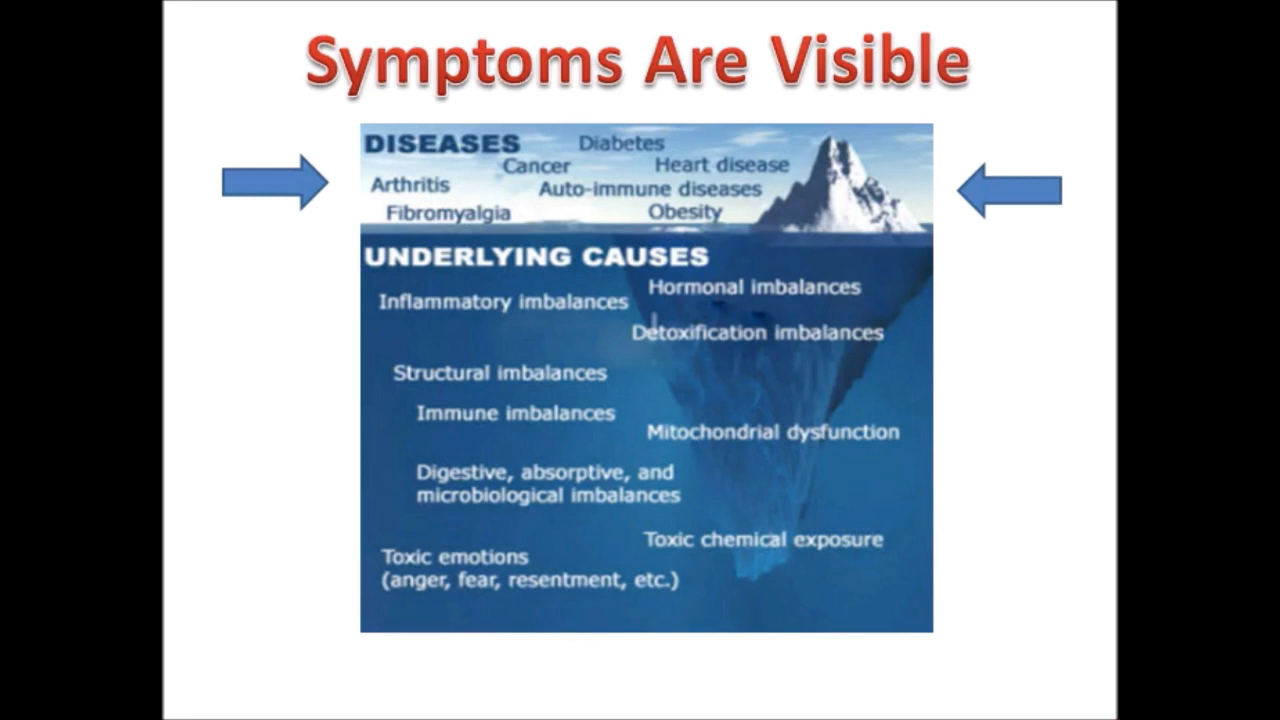 Symptoms Are Visible
DISEASES
Diabetes
Cancer
Heart disease
Arthritis
Auto-immune diseases
Fibromyalgia
Obesity
UNDERLYING CAUSES
Hormonal imbalances
Inflammatory imbalances
Detoxification imbalances
Structural imbalances
Immune imbalances
Mitochondrial dysfunction
Digestive, absorptive, and
microbiological imbalances
Toxic chemical exposure
Toxic emotions
(anger, fear, resentment, etc.)